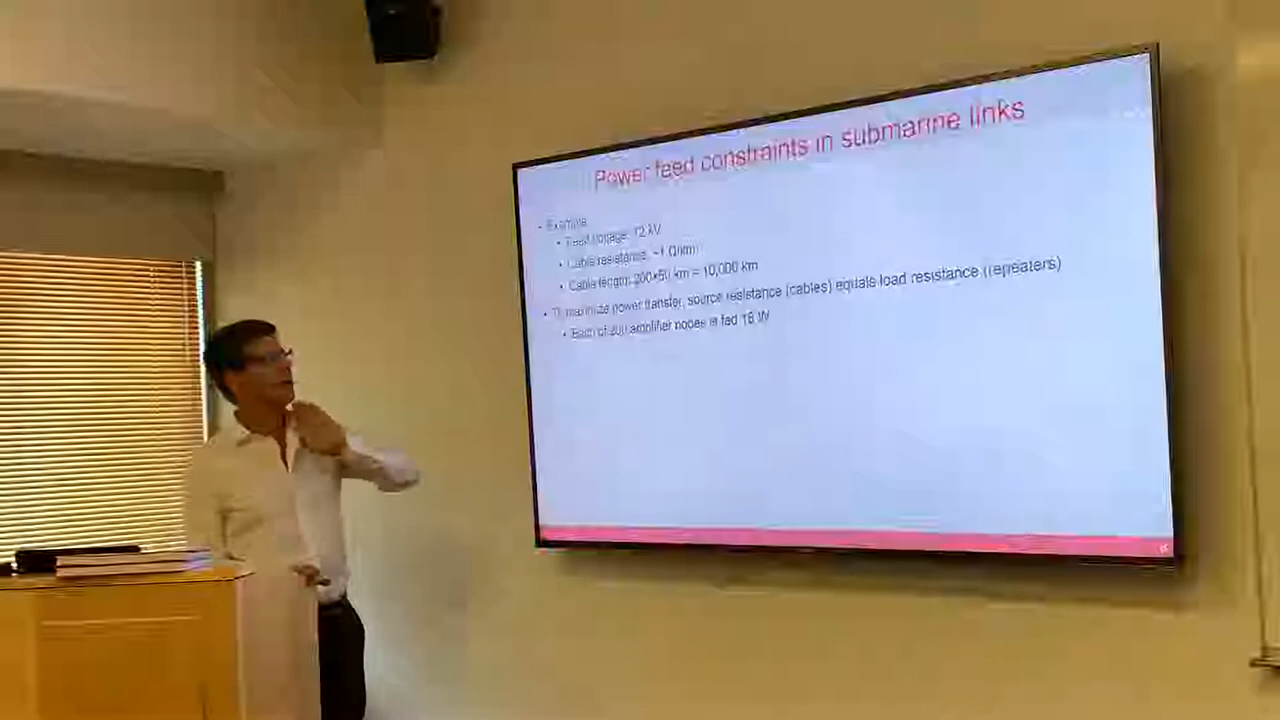 Power feed constraints in submarine links
• Example
• Feed voltage: 12 kV
• Cable resistance: ~1 Ω/km
• Cable length: 200×50 km = 10,000 km
• To maximize power transfer, source resistance (cables) equals load resistance (repeaters)
• Each of 200 amplifier nodes is fed 18 W